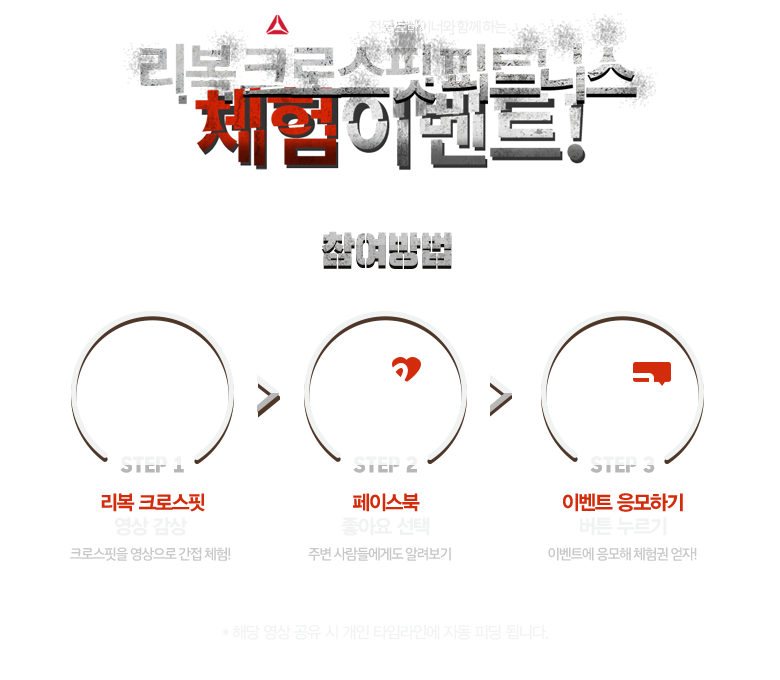 전문트레이너와 함께 하는
리복크로스핏피트니스
체험이벤트!
참여방법
STEP 1
리복 크로스핏
영상 감상
크로스핏을 영상으로 간접 체험!
STEP 2
페이스북
좋아요 선택
주변 사람들에게도 알려보기
STEP 3
이벤트 응모하기
버튼 누르기
이벤트에 응모해 체험권 얻자!
* 해당 영상 공유 시 개인 타임라인에 자동 피딩 됩니다.